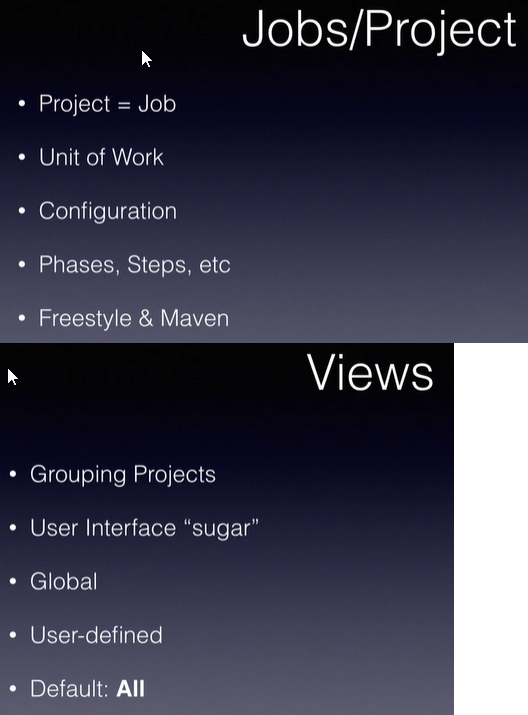 Jobs/Project
• Project = Job
• Unit of Work
• Configuration
• Phases, Steps, etc
• Freestyle & Maven
Views
• Grouping Projects
• User Interface “sugar”
• Global
• User-defined
• Default: All